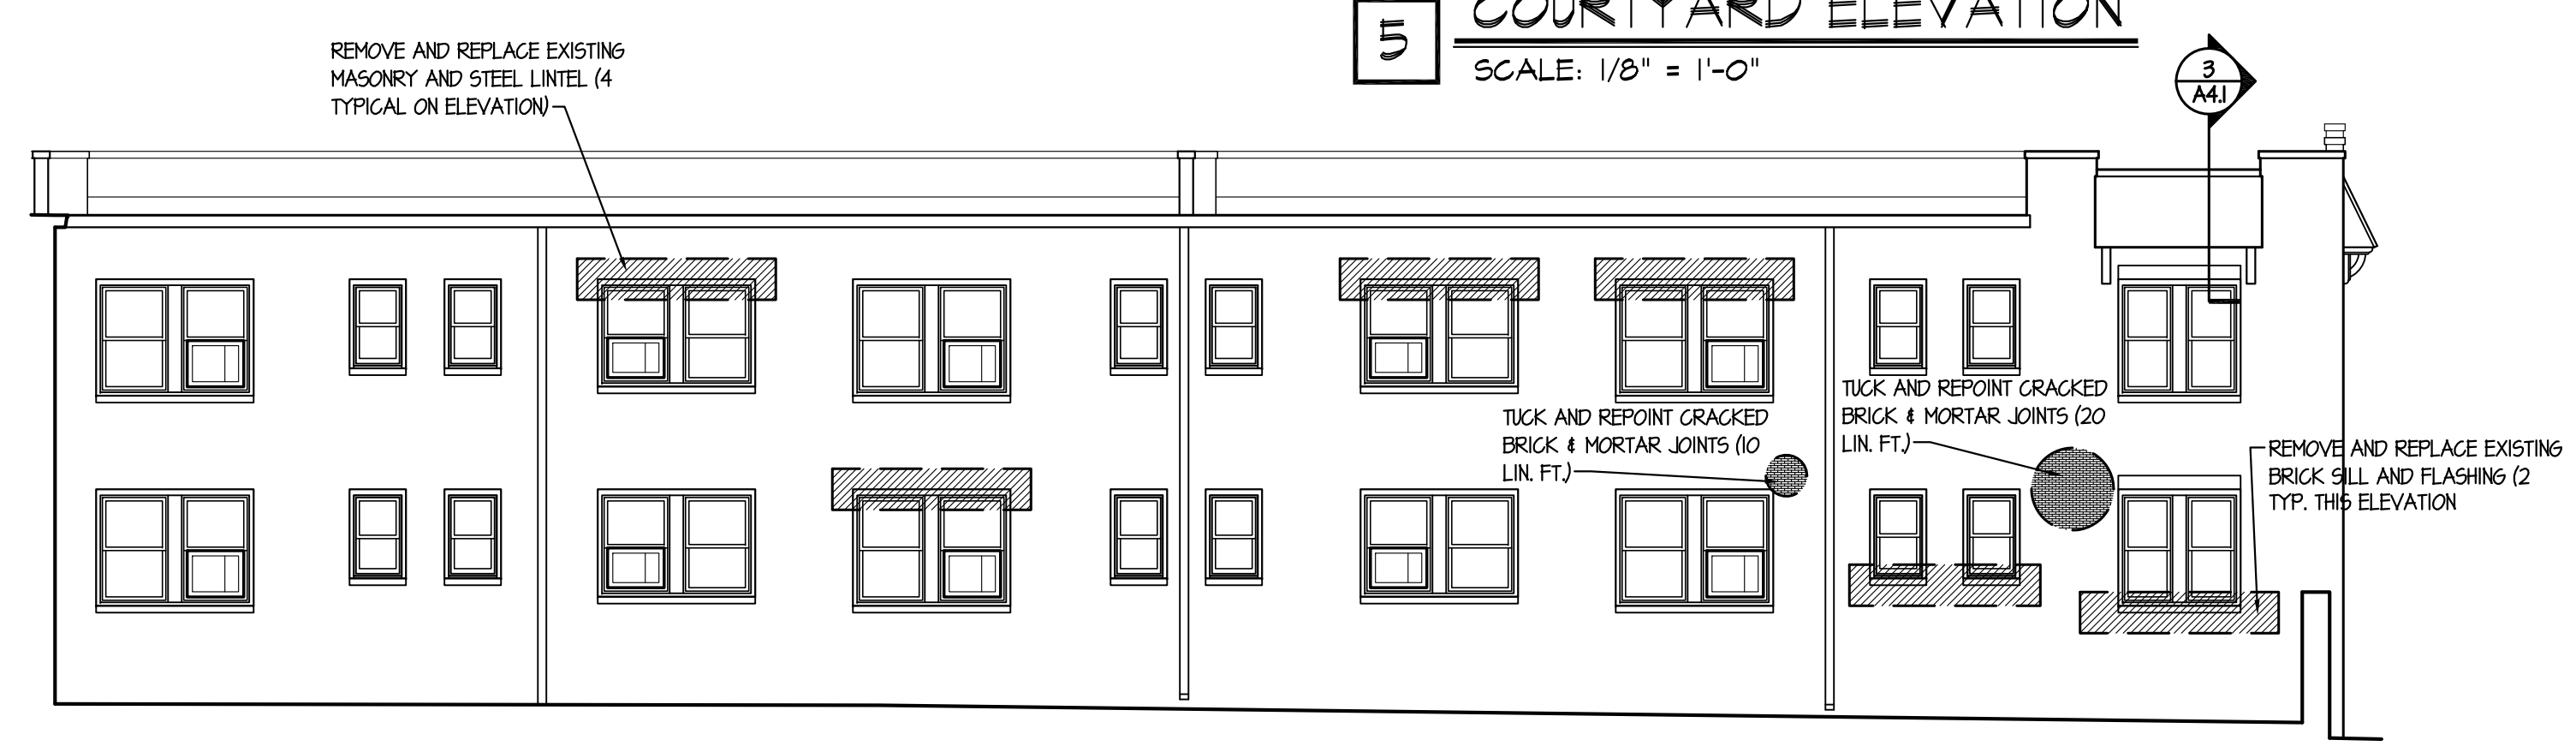 5
COURTYARD ELEVATION
SCALE: 1/8" = 1'-0"
3
A4.1
REMOVE AND REPLACE EXISTING
MASONRY AND STEEL LINTEL (4
TYPICAL ON ELEVATION)
TUCK AND REPOINT CRACKED
BRICK & MORTAR JOINTS (10
LIN. FT.)
TUCK AND REPOINT CRACKED
BRICK & MORTAR JOINTS (20
LIN. FT.)
REMOVE AND REPLACE EXISTING
BRICK SILL AND FLASHING (2
TYP. THIS ELEVATION